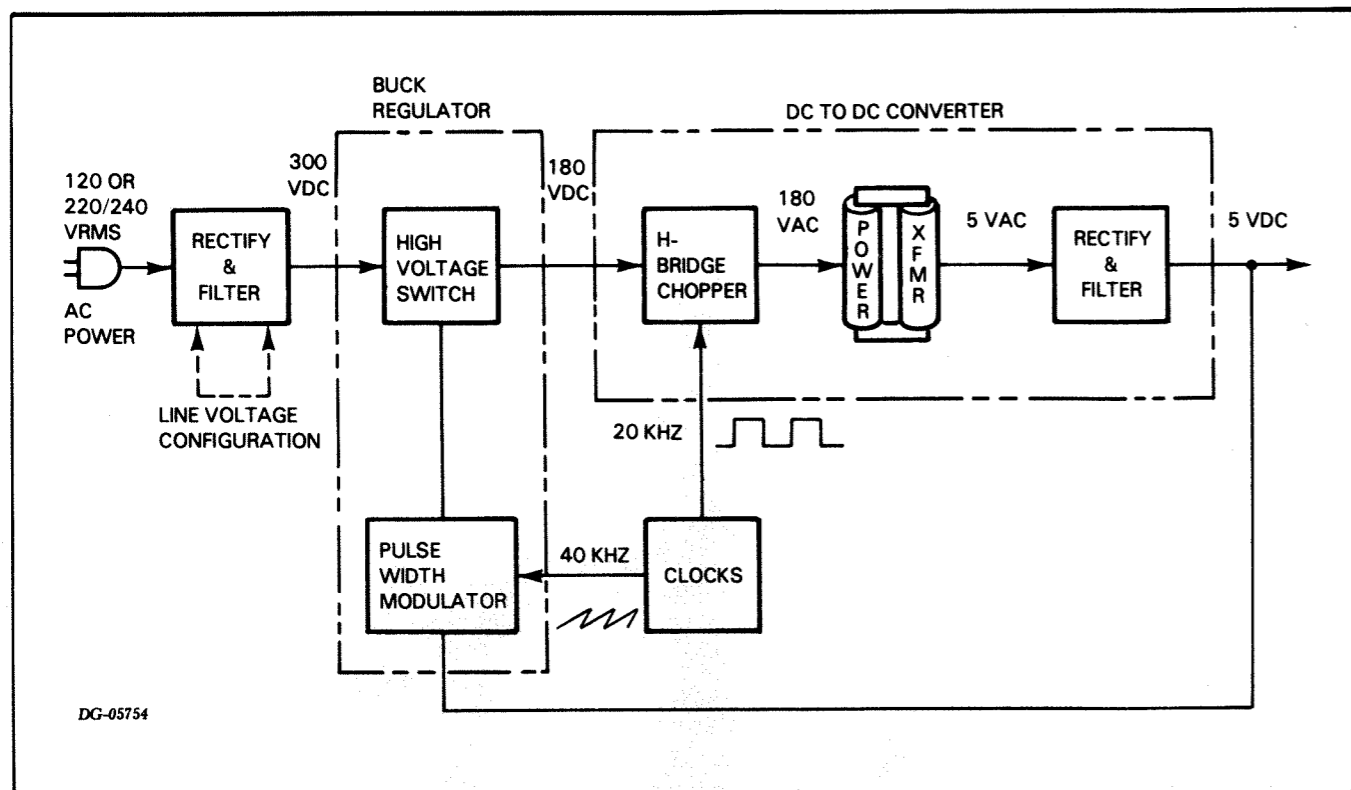 BUCK
REGULATOR
DC TO DC CONVERTER
300
VDC
180
VDC
120 OR
220/240
VRMS
AC
POWER
RECTIFY
&
FILTER
HIGH
VOLTAGE
SWITCH
H-
BRIDGE
CHOPPER
180
VAC
POWER
XFMR
5 VAC
RECTIFY
&
FILTER
5 VDC
LINE VOLTAGE
CONFIGURATION
20 KHZ
PULSE
WIDTH
MODULATOR
40 KHZ
CLOCKS
DG-05754